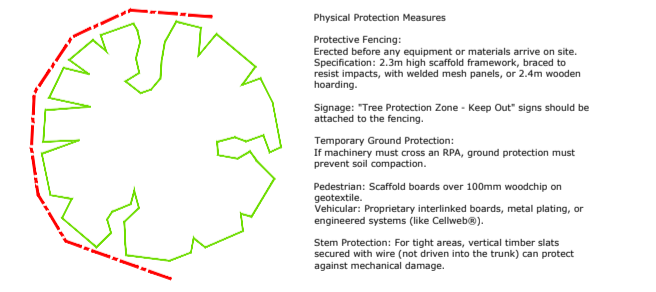 Physical Protection Measures
Protective Fencing:
Erected before any equipment or materials arrive on site.
Specification: 2.3m high scaffold framework, braced to
resist impacts, with welded mesh panels, or 2.4m wooden
hoarding.
Signage: "Tree Protection Zone - Keep Out" signs should be
attached to the fencing.
Temporary Ground Protection:
If machinery must cross an RPA, ground protection must
prevent soil compaction.
Pedestrian: Scaffold boards over 100mm woodchip on
geotextile.
Vehicular: Proprietary interlinked boards, metal plating, or
engineered systems (like Cellweb®).
Stem Protection: For tight areas, vertical timber slats
secured with wire (not driven into the trunk) can protect
against mechanical damage.